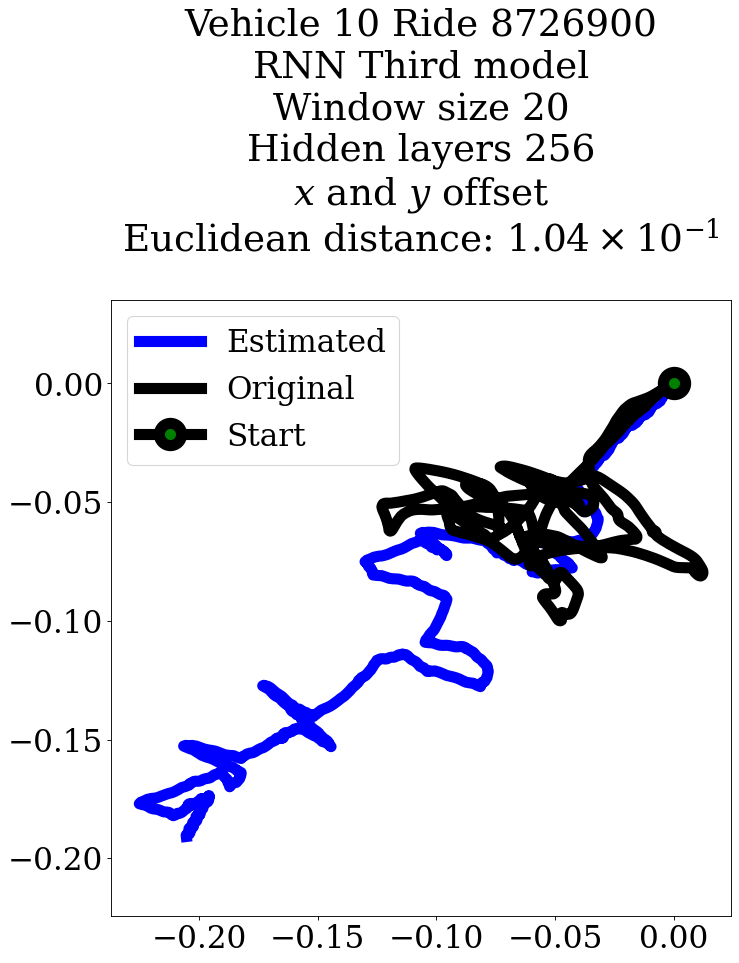 Vehicle 10 Ride 8726900
RNN Third model
Window size 20
Hidden layers 256
x and y offset
Euclidean distance: 1.04 × 10⁻¹
Estimated
Original
Start
0.00
−0.05
−0.10
−0.15
−0.20
−0.20 −0.15 −0.10 −0.05 0.00